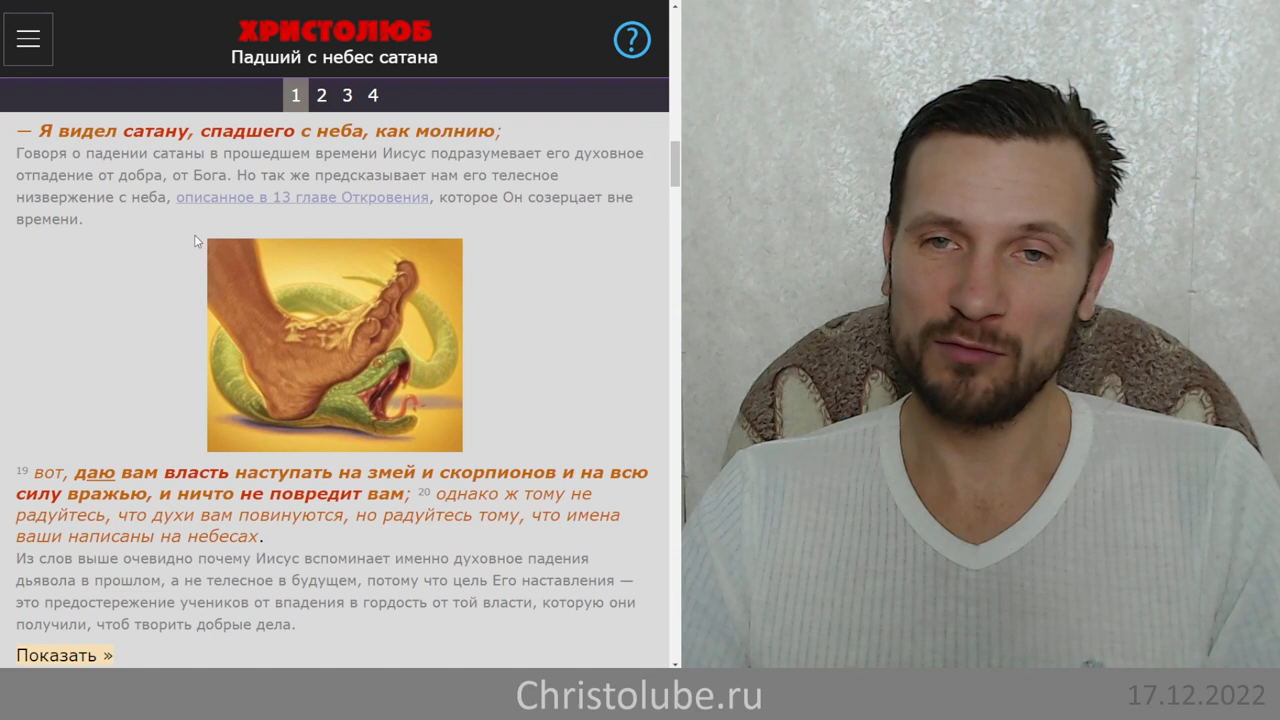 ХРИСТОЛЮБ
Падший с небес сатана
?
1 2 3 4
— Я видел сатану, спадшего с неба, как молнию;
Говоря о падении сатаны в прошедшем времени Иисус подразумевает его духовное
отпадение от добра, от Бога. Но так же предсказывает нам его телесное
низвержение с неба, описанное в 13 главе Откровения, которое Он созерцает вне
времени.
19 вот, даю вам власть наступать на змей и скорпионов и на всю
силу вражью, и ничто не повредит вам; 20 однако ж тому не
радуйтесь, что духи вам повинуются, но радуйтесь тому, что имена
ваши написаны на небесах.
Из слов выше очевидно почему Иисус вспоминает именно духовное падения
дьявола в прошлом, а не телесное в будущем, потому что цель Его наставления —
это предостережение учеников от впадения в гордость от той власти, которую они
получили, чтоб творить добрые дела.
Показать »
Christolube.ru
17.12.2022